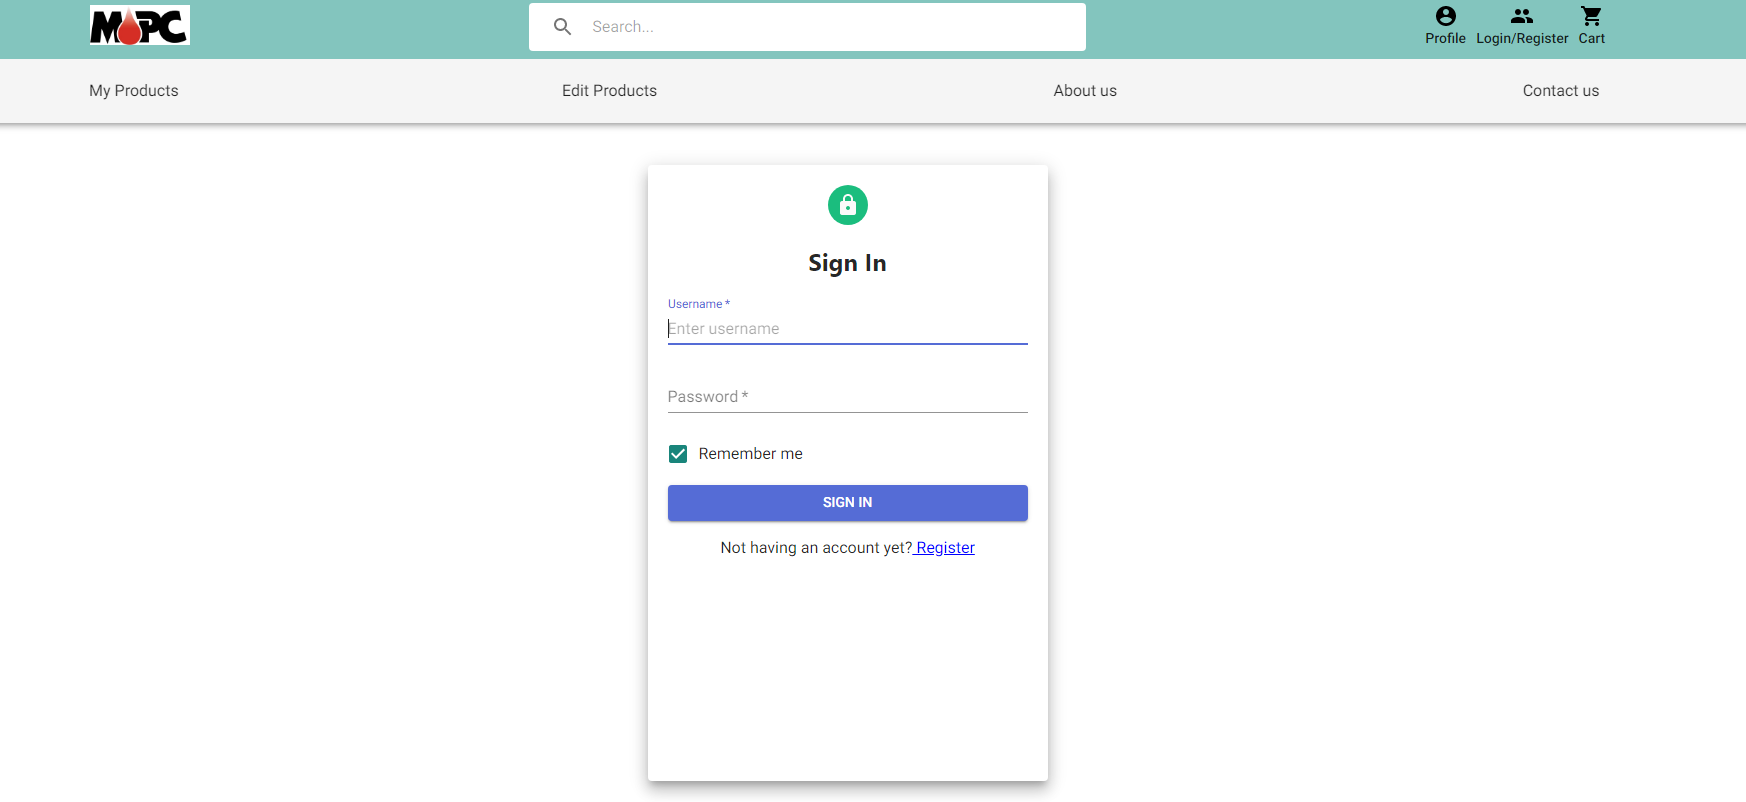 MOPC
Search...
Profile
Login/Register
Cart
My Products
Edit Products
About us
Contact us
Sign In
Username *
Enter username
Password *
Remember me
SIGN IN
Not having an account yet? Register